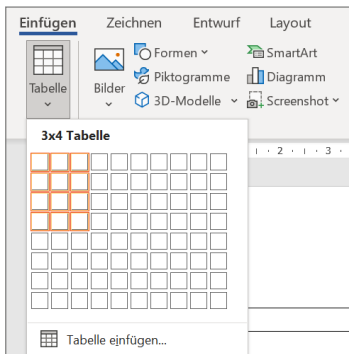 Einfügen Zeichnen Entwurf Layout
Tabelle
Bilder
Formen
Piktogramme
3D-Modelle
SmartArt
Diagramm
Screenshot
3x4 Tabelle
2 3
Tabelle einfügen...